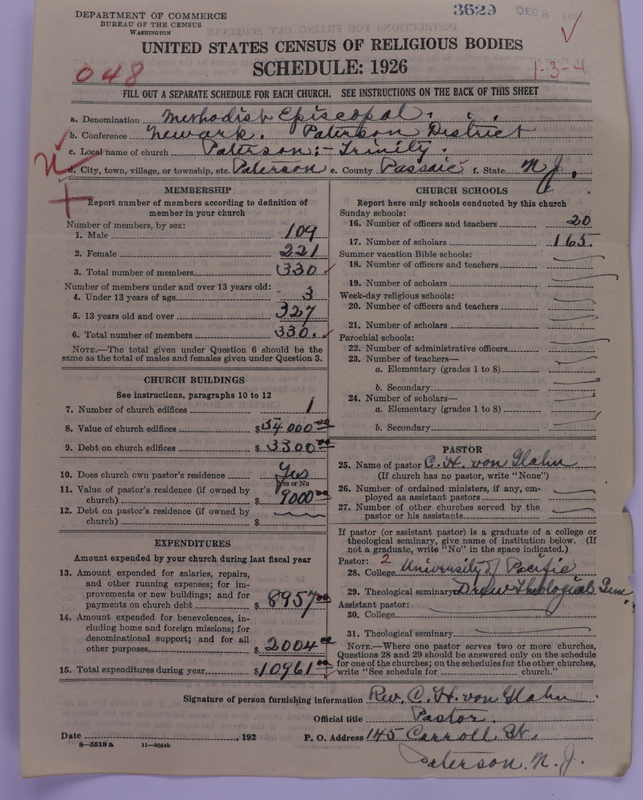 DEPARTMENT OF COMMERCE
BUREAU OF THE CENSUS
WASHINGTON
3629
DEC 8 192
UNITED STATES CENSUS OF RELIGIOUS BODIES
SCHEDULE: 1926
048
1-3-4
FILL OUT A SEPARATE SCHEDULE FOR EACH CHURCH. SEE INSTRUCTIONS ON THE BACK OF THIS SHEET
a. Denomination Methodist Episcopal.
b. Conference Newark. Paterson District
c. Local name of church Paterson:- Trinity.
d. City, town, village, or township, etc. Paterson e. County Passaic f. State N. J.
MEMBERSHIP
Report number of members according to definition of
member in your church
Number of members, by sex:
1. Male 109
2. Female 221
3. Total number of members 330
Number of members under and over 13 years old:
4. Under 13 years of age 3
5. 13 years old and over 327
6. Total number of members 330.
NOTE.—The total given under Question 6 should be the
same as the total of males and females given under Question 3.
CHURCH BUILDINGS
See instructions, paragraphs 10 to 12
7. Number of church edifices 1
8. Value of church edifices $54000 00
9. Debt on church edifices $3300 00
10. Does church own pastor's residence Yes
Yes or No
11. Value of pastor's residence (if owned by
church) $9000 00
12. Debt on pastor's residence (if owned by
church) $
EXPENDITURES
Amount expended by church during last fiscal year
13. Amount expended for salaries, repairs,
and other running expenses; for im-
provements or new buildings; and for
payments on church debt $8957 00
14. Amount expended for benevolences, in-
cluding home and foreign missions; for
denominational support; and for all
other purposes $2004 00
15. Total expenditures during year $10961 00
CHURCH SCHOOLS
Report here only schools conducted by this church
Sunday schools:
16. Number of officers and teachers 20
17. Number of scholars 165.
Summer vacation Bible schools:
18. Number of officers and teachers
19. Number of scholars
Week-day religious schools:
20. Number of officers and teachers
21. Number of scholars
Parochial schools:
22. Number of administrative officers
23. Number of teachers—
a. Elementary (grades 1 to 8)
b. Secondary
24. Number of scholars—
a. Elementary (grades 1 to 8)
b. Secondary
PASTOR
25. Name of pastor C. H. von Glahn
(If church has no pastor, write "None")
26. Number of ordained ministers, if any, em-
ployed as assistant pastors
27. Number of other churches served by the
pastor or his assistants
If pastor (or assistant pastor) is a graduate of a college or
theological seminary, give name of institution below. (If
not a graduate, write "No" in the space indicated.)
Pastor: 2
28. College University of Pacific
29. Theological seminary Drew Theological Sem.
Assistant pastor:
30. College
31. Theological seminary
NOTE.—Where one pastor serves two or more churches,
Questions 28 and 29 should be answered only on the schedule
for one of the churches; on the schedules for the other churches,
write "See schedule for church."
Signature of person furnishing information Rev. C. H. von Glahn
Official title Pastor.
Date , 192
P. O. Address 145 Carroll St.
8—5518a 11—9024b
Paterson. N. J.